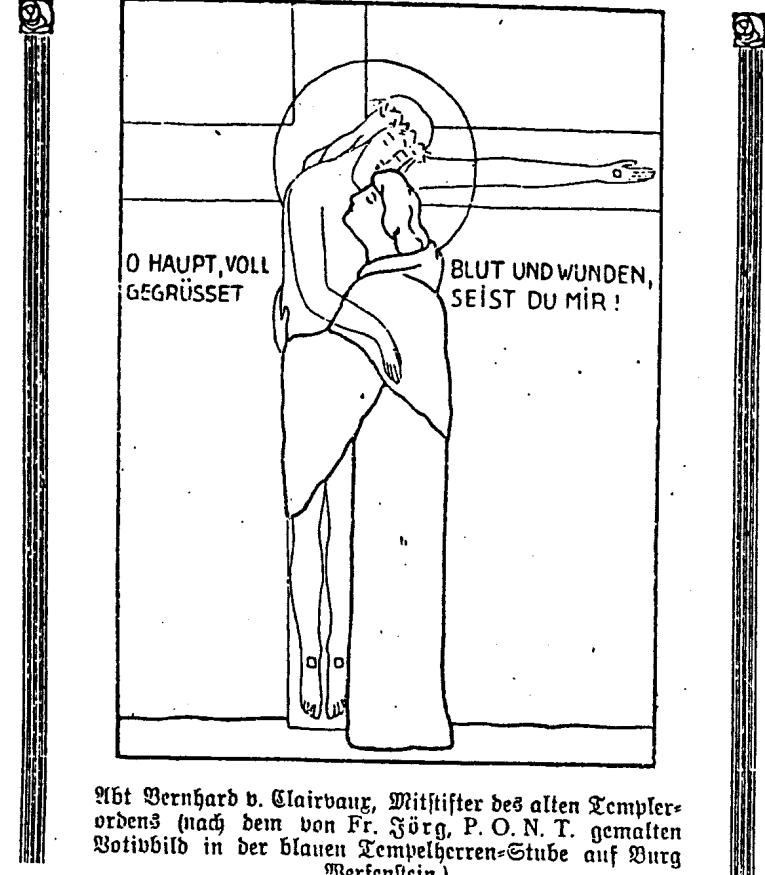 O HAUPT, VOLL
GEGRÜSSET
BLUT UND WUNDEN,
SEIST DU MIR!
Abt Bernhard v. Clairvaux, Mitstifter des alten Templer-
ordens (nach dem von Fr. Jörg, P. O. N. T. gemalten
Votivbild in der blauen Tempelherren-Stube auf Burg
Werfenstein.)